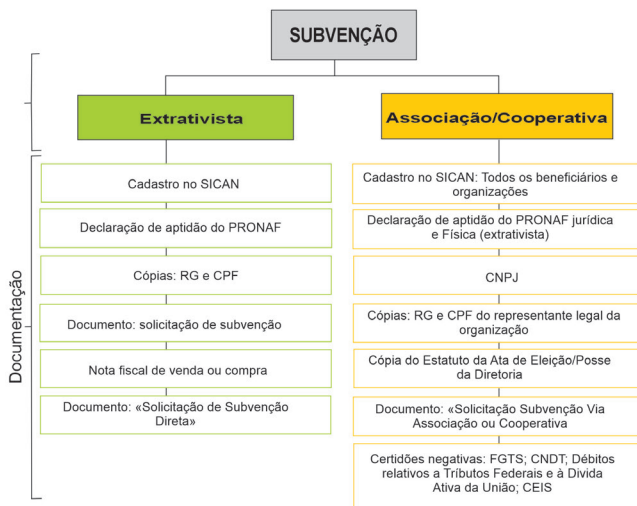 SUBVENÇÃO
Extrativista
Associação/Cooperativa
Documentação
Cadastro no SICAN
Declaração de aptidão do PRONAF
Cópias: RG e CPF
Documento: solicitação de subvenção
Nota fiscal de venda ou compra
Documento: «Solicitação de Subvenção
Direta»
Cadastro no SICAN: Todos os beneficiários e
organizações
Declaração de aptidão do PRONAF jurídica
e Física (extrativista)
CNPJ
Cópias: RG e CPF do representante legal da
organização
Cópia do Estatuto da Ata de Eleição/Posse
da Diretoria
Documento: «Solicitação Subvenção Via
Associação ou Cooperativa
Certidões negativas: FGTS; CNDT; Débitos
relativos a Tríbutos Federais e à Divida
Ativa da União; CEIS